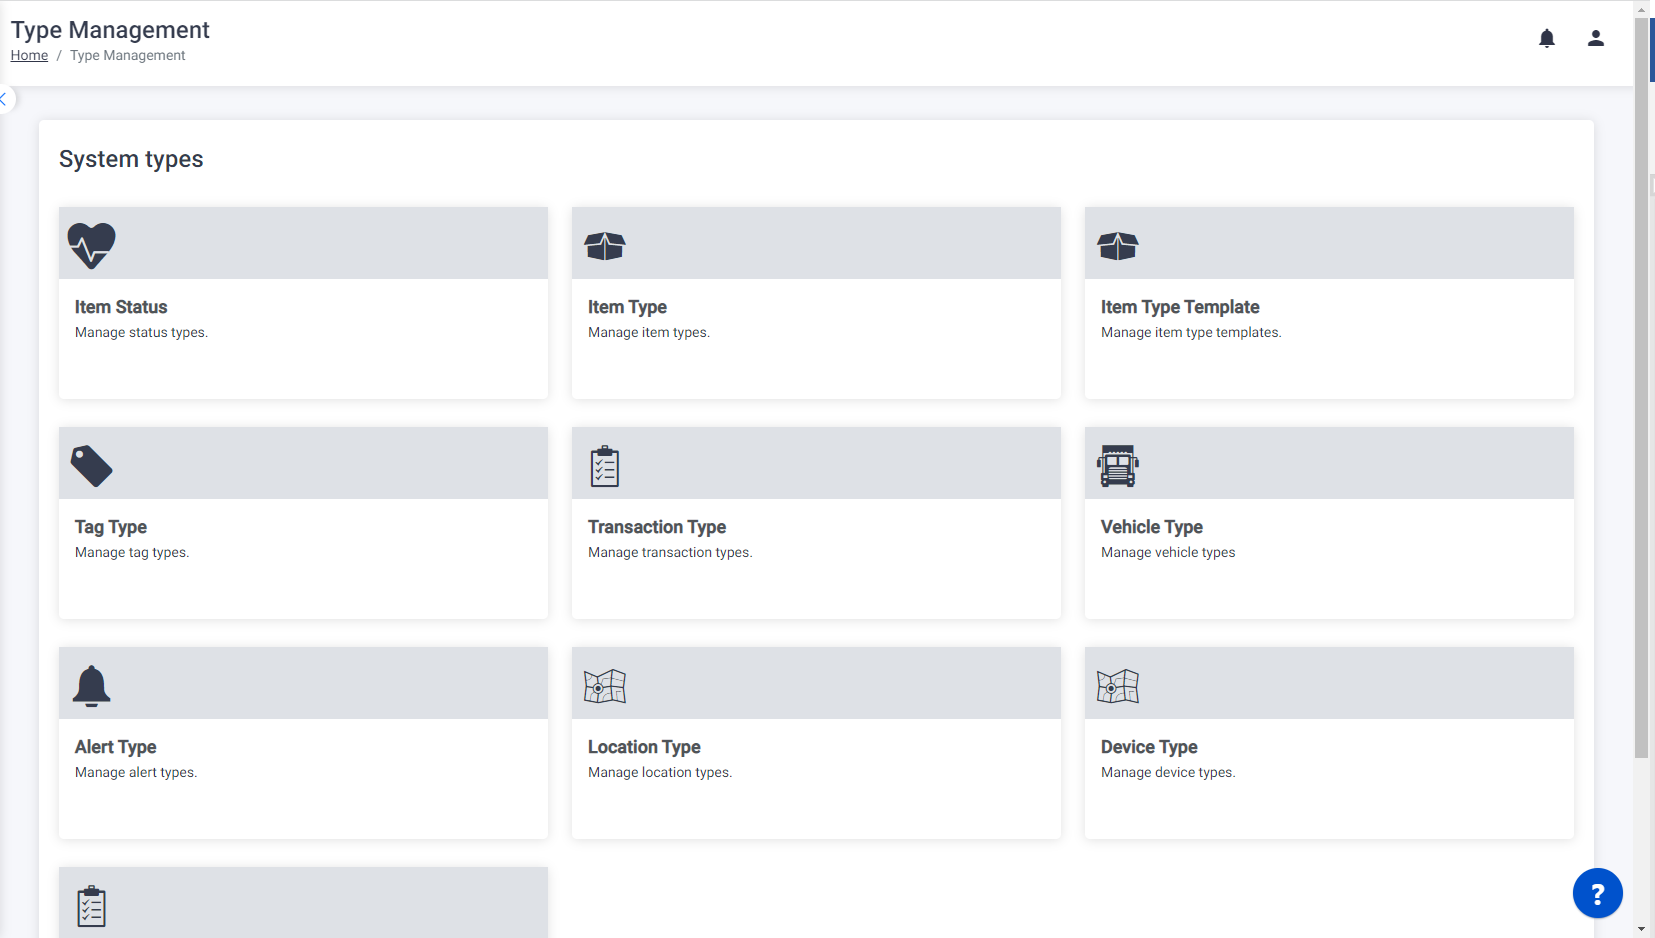 Type Management
Home / Type Management
System types
Item Status
Manage status types.
Item Type
Manage item types.
Item Type Template
Manage item type templates.
Tag Type
Manage tag types.
Transaction Type
Manage transaction types.
Vehicle Type
Manage vehicle types
Alert Type
Manage alert types.
Location Type
Manage location types.
Device Type
Manage device types.
?